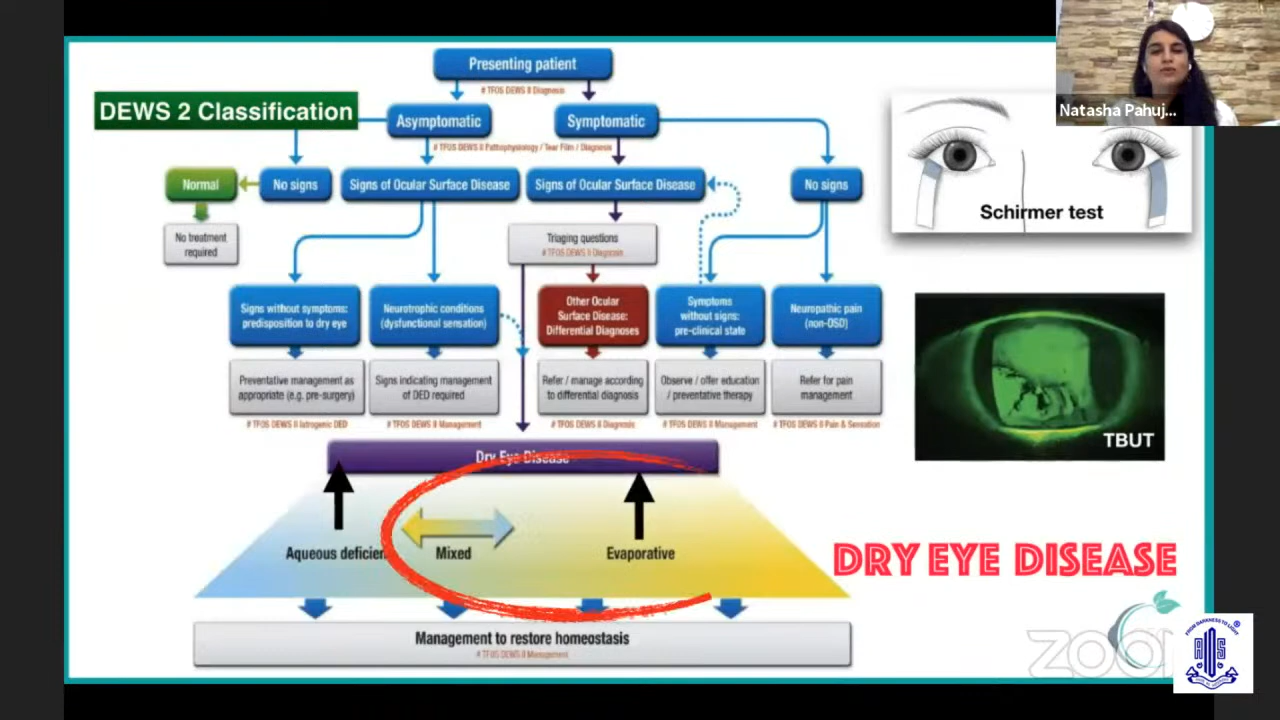 Presenting patient
# TFOS DEWS II Diagnosis
DEWS 2 Classification
Asymptomatic
Symptomatic
# TFOS DEWS II Pathophysiology / Tear Film / Diagnosis
Normal
No signs
Signs of Ocular Surface Disease
Signs of Ocular Surface Disease
No signs
No treatment
required
Triaging questions
# TFOS DEWS II Diagnosis
Signs without symptoms:
predisposition to dry eye
Neurotrophic conditions
(dysfunctional sensation)
Other Ocular
Surface Disease:
Differential Diagnoses
Symptoms
without signs:
pre-clinical state
Neuropathic pain
(non-OSD)
Preventative management as
appropriate (e.g. pre-surgery)
# TFOS DEWS II Iatrogenic DED
Signs indicating management
of DED required
# TFOS DEWS II Management
Refer / manage according
to differential diagnosis
# TFOS DEWS II Diagnosis
Observe / offer education
/ preventative therapy
# TFOS DEWS II Management
Refer for pain
management
# TFOS DEWS II Pain & Sensation
Dry Eye Disease
Aqueous deficien
Mixed
Evaporative
Management to restore homeostasis
# TFOS DEWS II Management
Natasha Pahuj...
Schirmer test
TBUT
DRY EYE DISEASE
zoom
FROM DARKNESS TO LIGHT